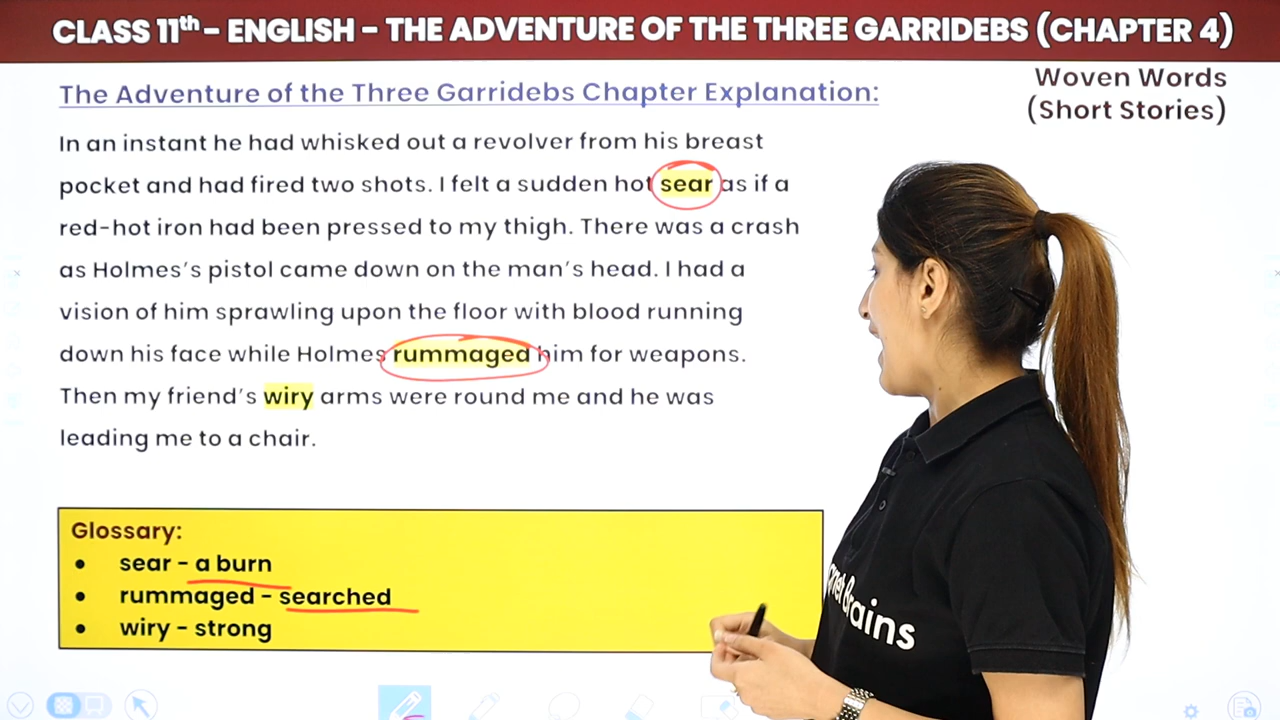 CLASS 11th - ENGLISH - THE ADVENTURE OF THE THREE GARRIDEBS (CHAPTER 4)
Woven Words
(Short Stories)
The Adventure of the Three Garridebs Chapter Explanation:
In an instant he had whisked out a revolver from his breast
pocket and had fired two shots. I felt a sudden hot sear as if a
red-hot iron had been pressed to my thigh. There was a crash
as Holmes's pistol came down on the man's head. I had a
vision of him sprawling upon the floor with blood running
down his face while Holmes rummaged him for weapons.
Then my friend's wiry arms were round me and he was
leading me to a chair.
Glossary:
• sear - a burn
• rummaged - searched
• wiry - strong
Brains